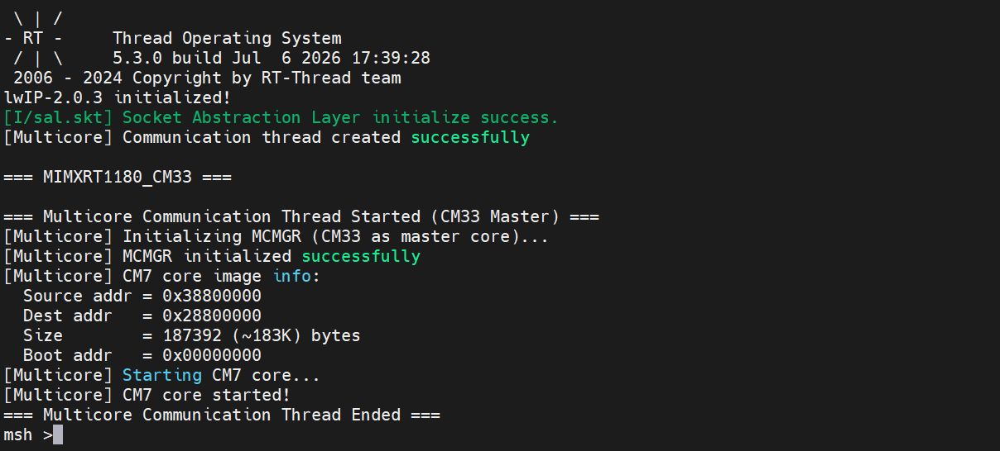 \ | /
- RT -     Thread Operating System
 / | \     5.3.0 build Jul  6 2026 17:39:28
 2006 - 2024 Copyright by RT-Thread team
lwIP-2.0.3 initialized!
[I/sal.skt] Socket Abstraction Layer initialize success.
[Multicore] Communication thread created successfully

=== MIMXRT1180_CM33 ===

=== Multicore Communication Thread Started (CM33 Master) ===
[Multicore] Initializing MCMGR (CM33 as master core)...
[Multicore] MCMGR initialized successfully
[Multicore] CM7 core image info:
  Source addr = 0x38800000
  Dest addr   = 0x28800000
  Size        = 187392 (~183K) bytes
  Boot addr   = 0x00000000
[Multicore] Starting CM7 core...
[Multicore] CM7 core started!
=== Multicore Communication Thread Ended ===
msh >